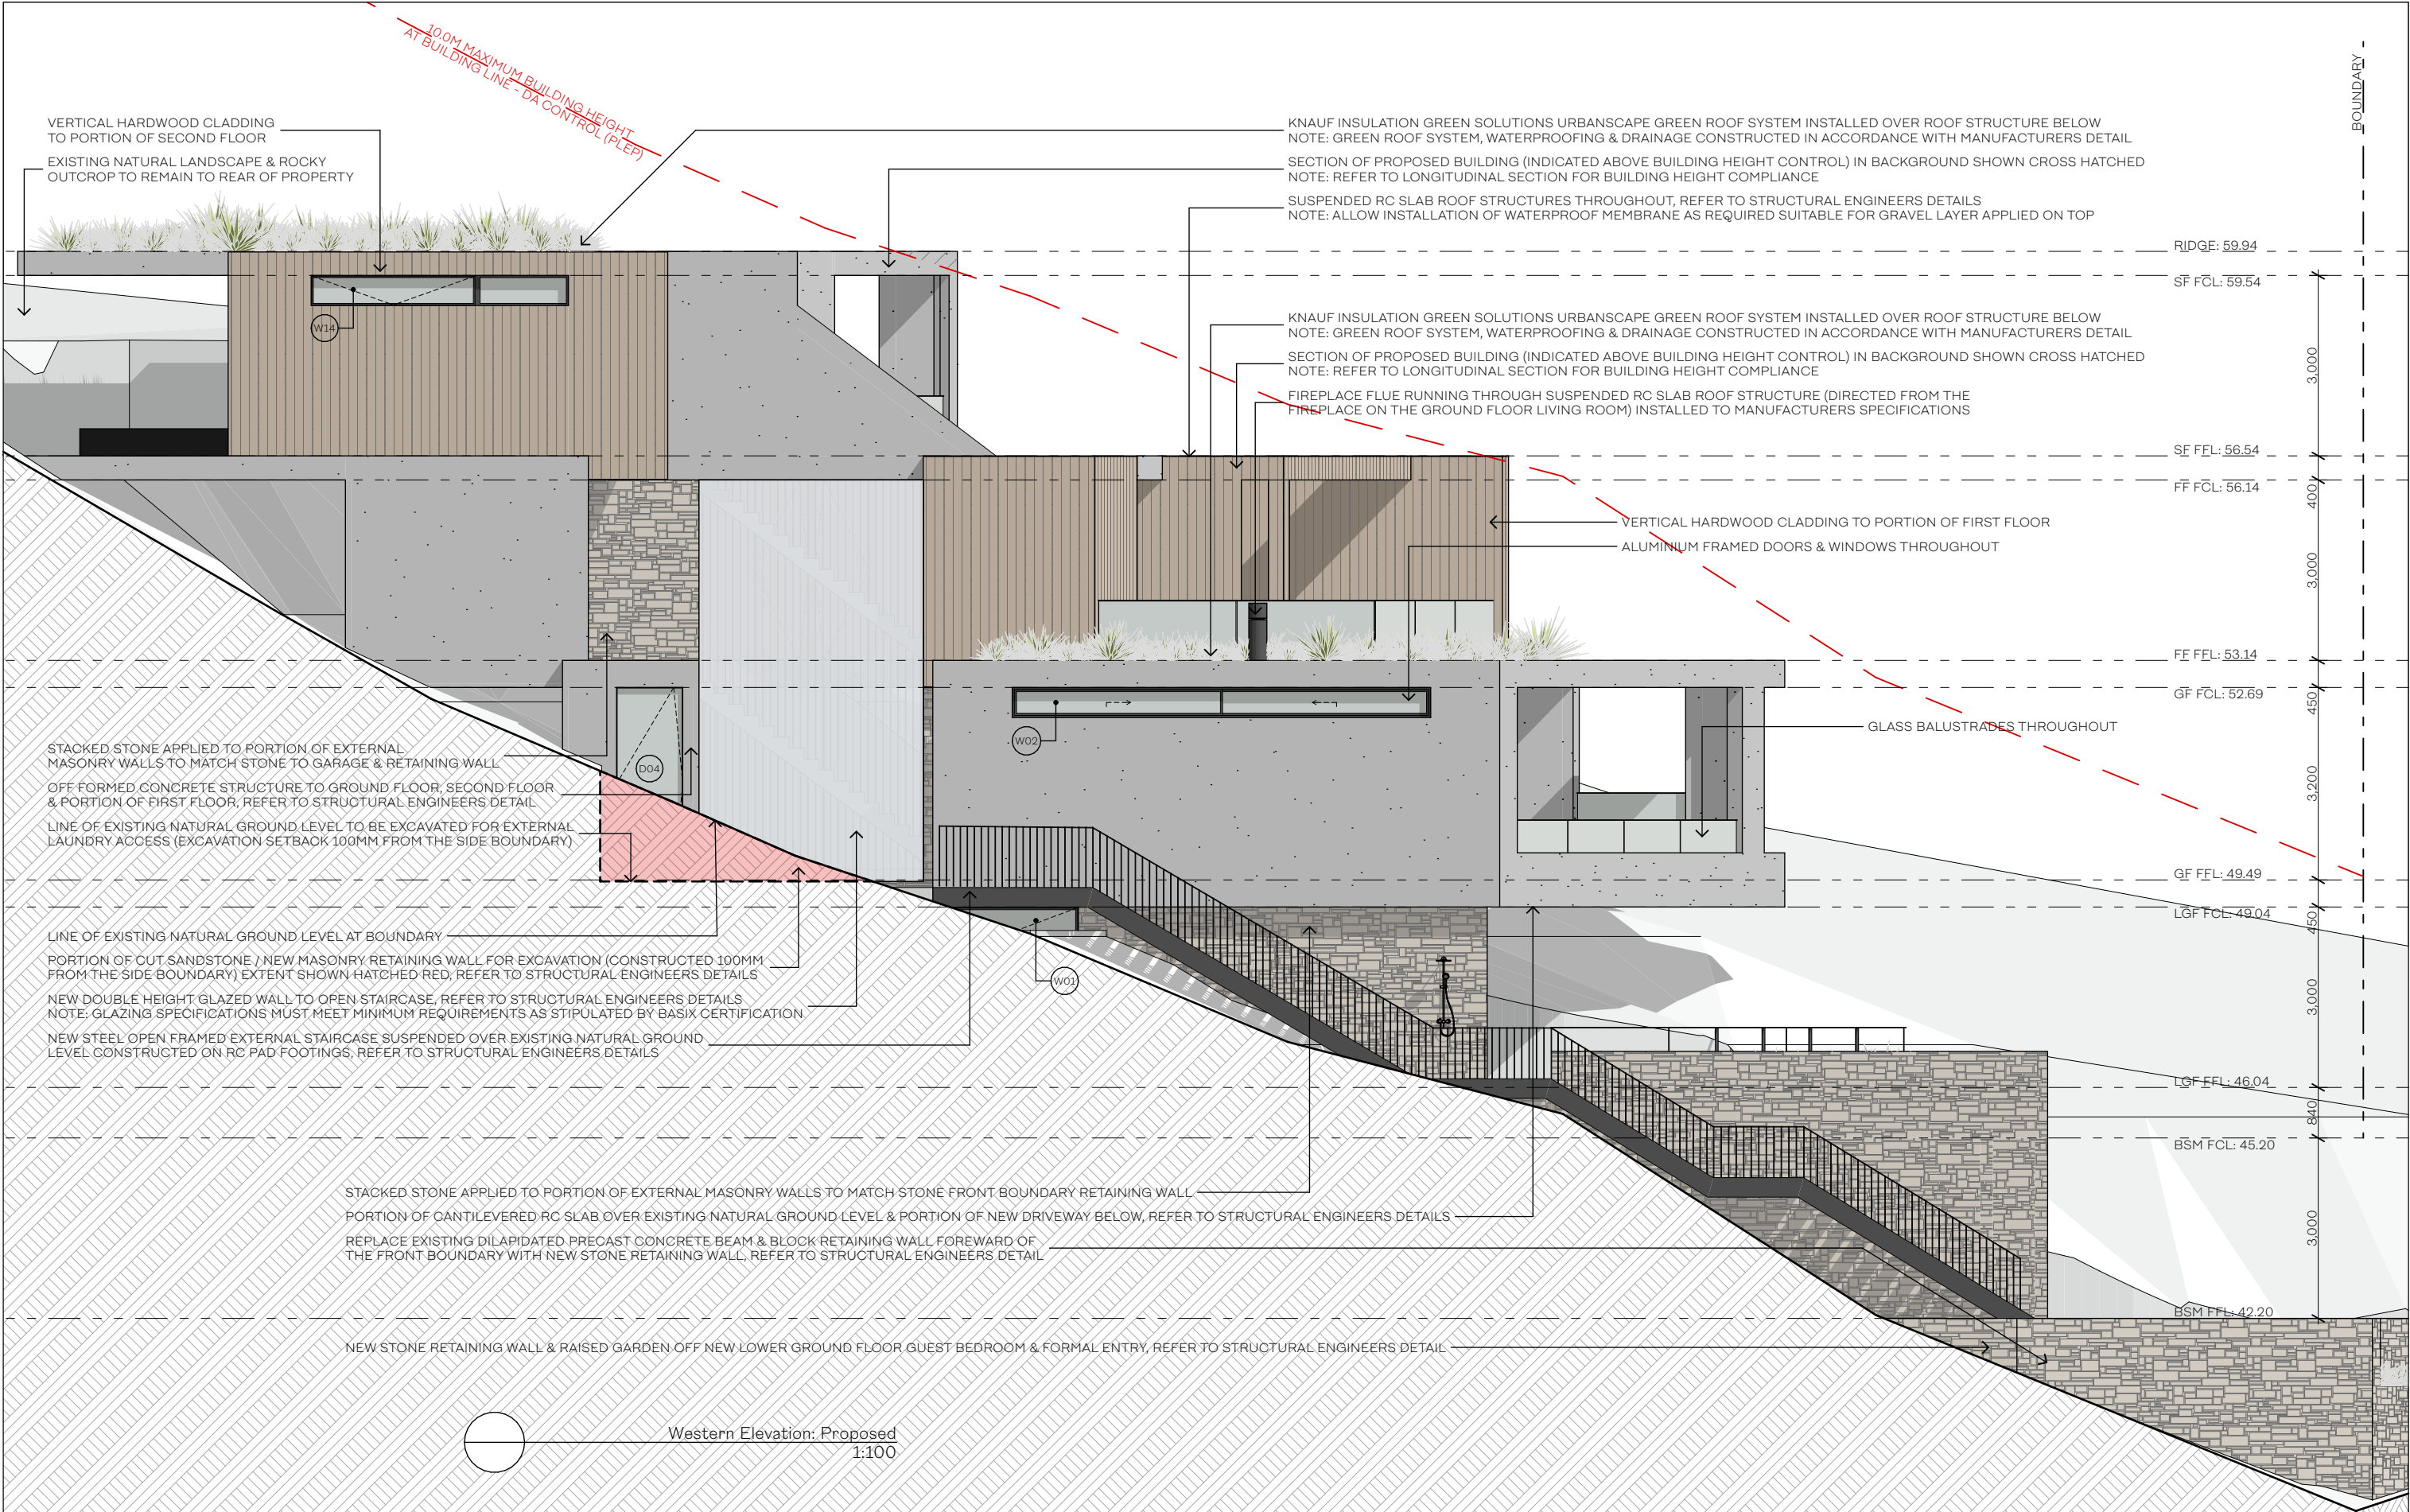 10.0M MAXIMUM BUILDING HEIGHT
AT BUILDING LINE - DA CONTROL (PLEP)
BOUNDARY
VERTICAL HARDWOOD CLADDING
TO PORTION OF SECOND FLOOR
EXISTING NATURAL LANDSCAPE & ROCKY
OUTCROP TO REMAIN TO REAR OF PROPERTY
KNAUF INSULATION GREEN SOLUTIONS URBANSCAPE GREEN ROOF SYSTEM INSTALLED OVER ROOF STRUCTURE BELOW
NOTE: GREEN ROOF SYSTEM, WATERPROOFING & DRAINAGE CONSTRUCTED IN ACCORDANCE WITH MANUFACTURERS DETAIL
SECTION OF PROPOSED BUILDING (INDICATED ABOVE BUILDING HEIGHT CONTROL) IN BACKGROUND SHOWN CROSS HATCHED
NOTE: REFER TO LONGITUDINAL SECTION FOR BUILDING HEIGHT COMPLIANCE
SUSPENDED RC SLAB ROOF STRUCTURES THROUGHOUT, REFER TO STRUCTURAL ENGINEERS DETAILS
NOTE: ALLOW INSTALLATION OF WATERPROOF MEMBRANE AS REQUIRED SUITABLE FOR GRAVEL LAYER APPLIED ON TOP
RIDGE: 59.94
SF FCL: 59.54
W14
KNAUF INSULATION GREEN SOLUTIONS URBANSCAPE GREEN ROOF SYSTEM INSTALLED OVER ROOF STRUCTURE BELOW
NOTE: GREEN ROOF SYSTEM, WATERPROOFING & DRAINAGE CONSTRUCTED IN ACCORDANCE WITH MANUFACTURERS DETAIL
SECTION OF PROPOSED BUILDING (INDICATED ABOVE BUILDING HEIGHT CONTROL) IN BACKGROUND SHOWN CROSS HATCHED
NOTE: REFER TO LONGITUDINAL SECTION FOR BUILDING HEIGHT COMPLIANCE
3,000
FIREPLACE FLUE RUNNING THROUGH SUSPENDED RC SLAB ROOF STRUCTURE (DIRECTED FROM THE
FIREPLACE ON THE GROUND FLOOR LIVING ROOM) INSTALLED TO MANUFACTURERS SPECIFICATIONS
SF FFL: 56.54
FF FCL: 56.14
400
VERTICAL HARDWOOD CLADDING TO PORTION OF FIRST FLOOR
ALUMINIUM FRAMED DOORS & WINDOWS THROUGHOUT
3,000
FF FFL: 53.14
GF FCL: 52.69
450
GLASS BALUSTRADES THROUGHOUT
W02
D04
STACKED STONE APPLIED TO PORTION OF EXTERNAL
MASONRY WALLS TO MATCH STONE TO GARAGE & RETAINING WALL
OFF FORMED CONCRETE STRUCTURE TO GROUND FLOOR, SECOND FLOOR
& PORTION OF FIRST FLOOR, REFER TO STRUCTURAL ENGINEERS DETAIL
3,200
LINE OF EXISTING NATURAL GROUND LEVEL TO BE EXCAVATED FOR EXTERNAL
LAUNDRY ACCESS (EXCAVATION SETBACK 100MM FROM THE SIDE BOUNDARY)
GF FFL: 49.49
LGF FCL: 49.04
450
LINE OF EXISTING NATURAL GROUND LEVEL AT BOUNDARY
PORTION OF CUT SANDSTONE / NEW MASONRY RETAINING WALL FOR EXCAVATION (CONSTRUCTED 100MM
FROM THE SIDE BOUNDARY) EXTENT SHOWN HATCHED RED, REFER TO STRUCTURAL ENGINEERS DETAILS
W01
NEW DOUBLE HEIGHT GLAZED WALL TO OPEN STAIRCASE, REFER TO STRUCTURAL ENGINEERS DETAILS
NOTE: GLAZING SPECIFICATIONS MUST MEET MINIMUM REQUIREMENTS AS STIPULATED BY BASIX CERTIFICATION
3,000
NEW STEEL OPEN FRAMED EXTERNAL STAIRCASE SUSPENDED OVER EXISTING NATURAL GROUND
LEVEL CONSTRUCTED ON RC PAD FOOTINGS, REFER TO STRUCTURAL ENGINEERS DETAILS
LGF FFL: 46.04
840
BSM FCL: 45.20
STACKED STONE APPLIED TO PORTION OF EXTERNAL MASONRY WALLS TO MATCH STONE FRONT BOUNDARY RETAINING WALL
PORTION OF CANTILEVERED RC SLAB OVER EXISTING NATURAL GROUND LEVEL & PORTION OF NEW DRIVEWAY BELOW, REFER TO STRUCTURAL ENGINEERS DETAILS
3,000
REPLACE EXISTING DILAPIDATED PRECAST CONCRETE BEAM & BLOCK RETAINING WALL FOREWARD OF
THE FRONT BOUNDARY WITH NEW STONE RETAINING WALL, REFER TO STRUCTURAL ENGINEERS DETAIL
BSM FFL: 42.20
NEW STONE RETAINING WALL & RAISED GARDEN OFF NEW LOWER GROUND FLOOR GUEST BEDROOM & FORMAL ENTRY, REFER TO STRUCTURAL ENGINEERS DETAIL
Western Elevation: Proposed
1:100